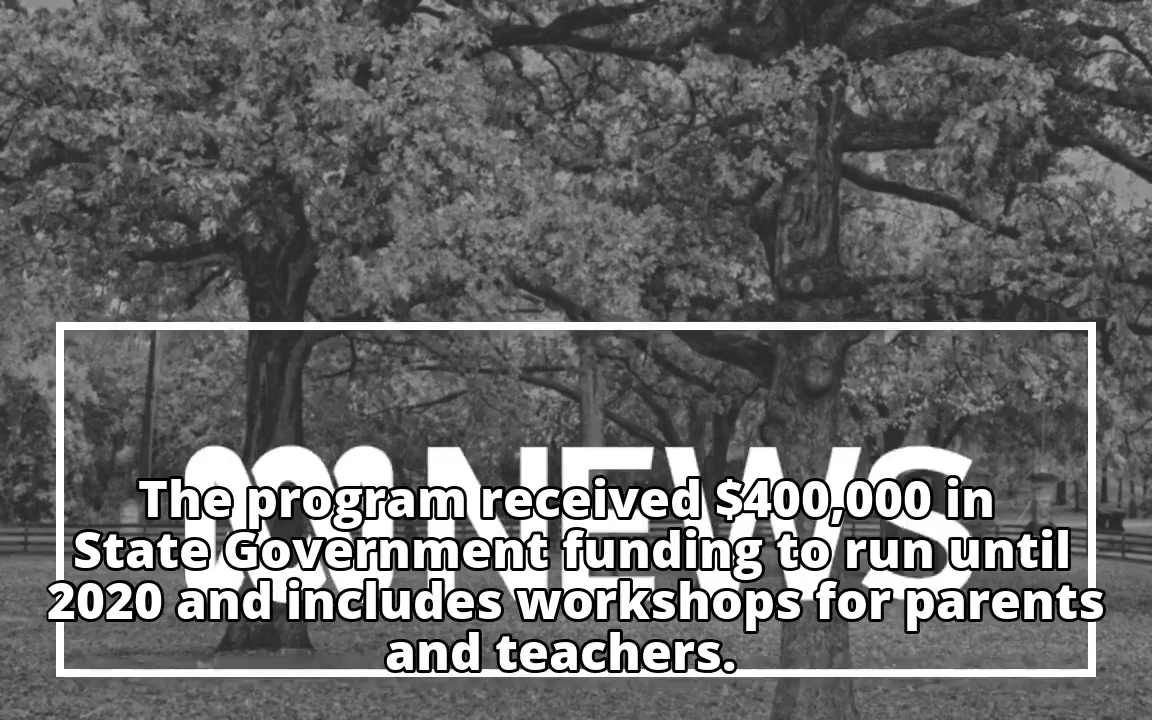 NEWS
The program received $400,000 in
State Government funding to run until
2020 and includes workshops for parents
and teachers.